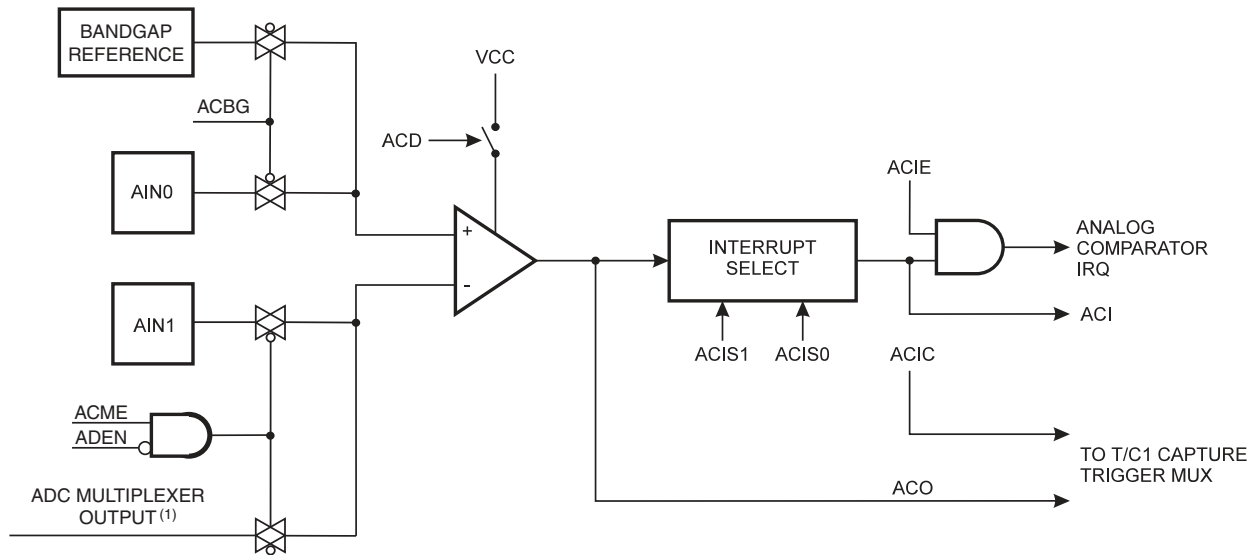 BANDGAP
REFERENCE
ACBG
AIN0
AIN1
ACME
ADEN
ADC MULTIPLEXER
OUTPUT (1)
VCC
ACD
+
-
INTERRUPT
SELECT
ACIS1
ACIS0
ACIE
ANALOG
COMPARATOR
IRQ
ACI
ACIC
TO T/C1 CAPTURE
TRIGGER MUX
ACO